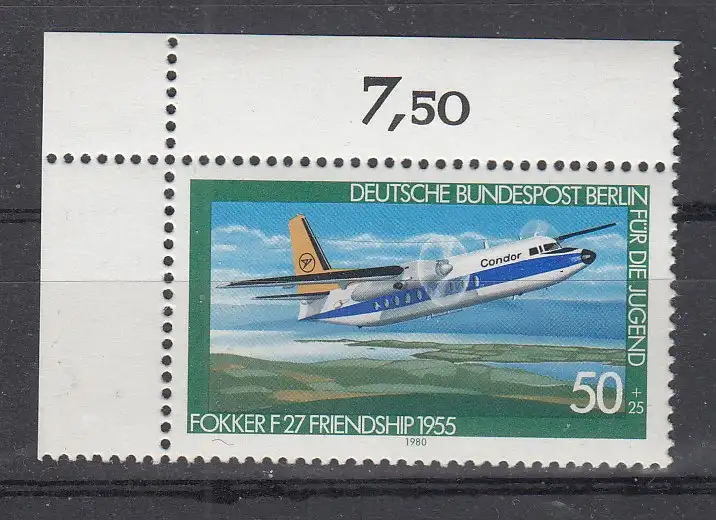 7,50
DEUTSCHE BUNDESPOST BERLIN
FÜR DIE JUGEND
Condor
50 + 25
FOKKER F 27 FRIENDSHIP 1955
1980